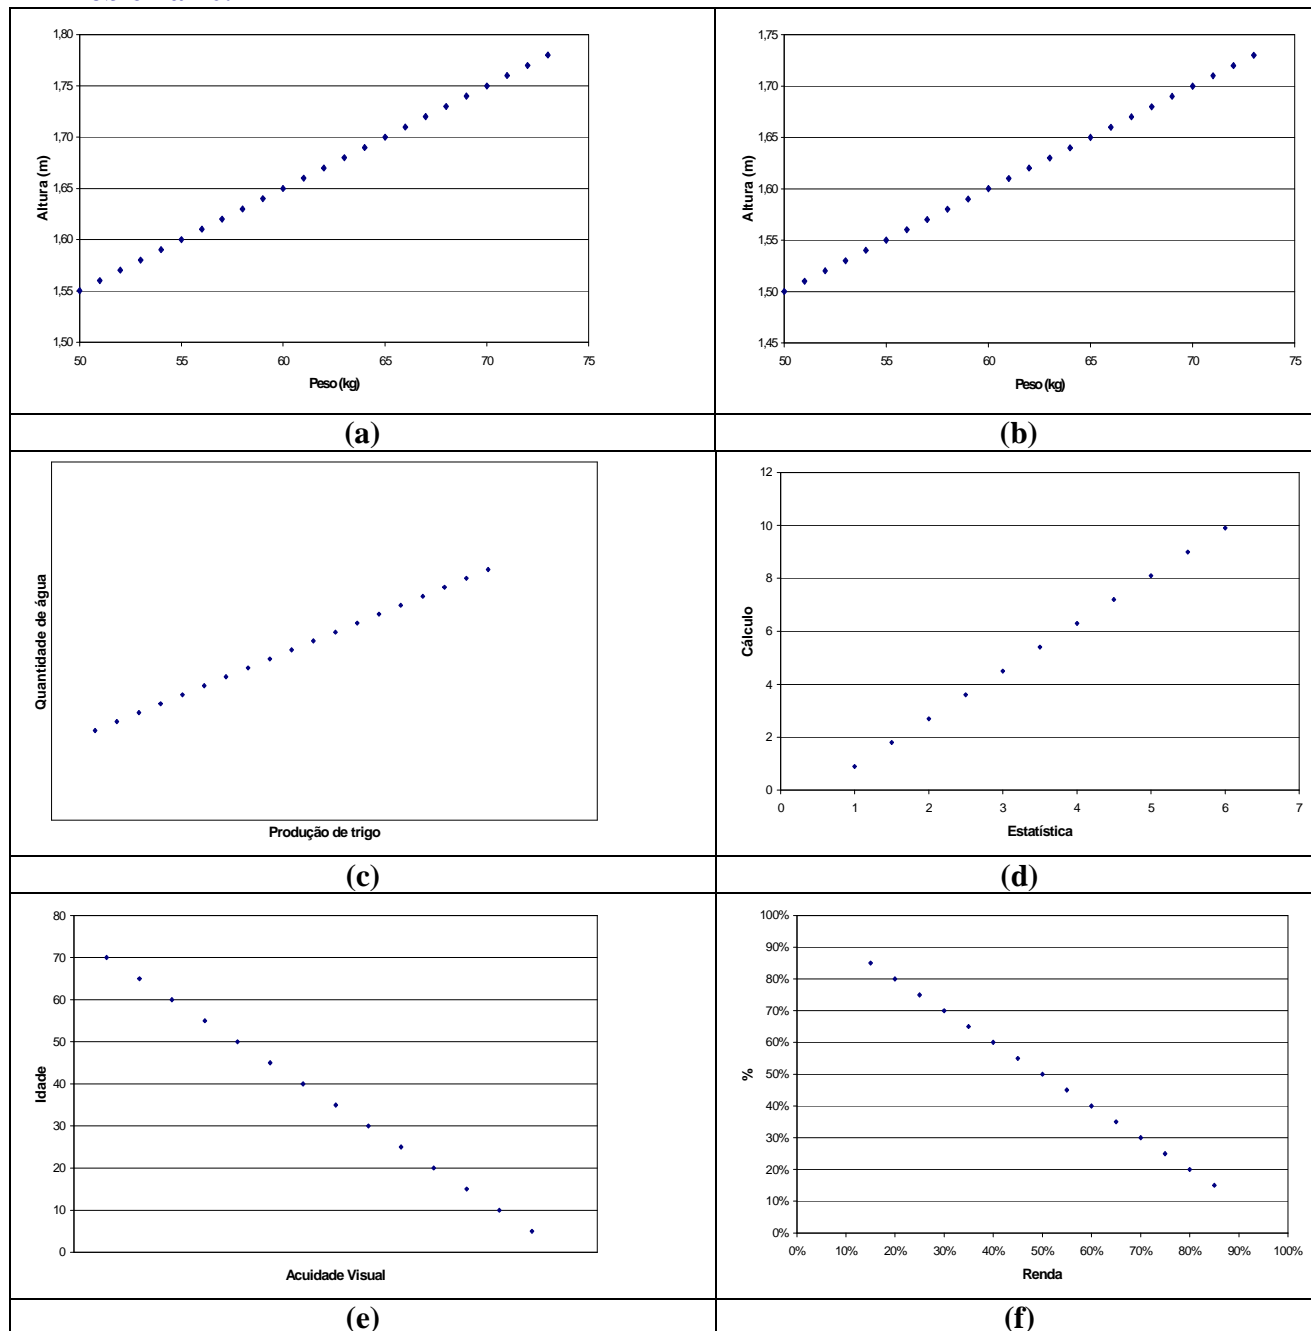 1,80
1,75
1,70
1,65
1,60
1,55
1,50
Altura (m)
50 55 60 65 70 75
Peso (kg)
(a)
1,75
1,70
1,65
1,60
1,55
1,50
1,45
Altura (m)
50 55 60 65 70 75
Peso (kg)
(b)
Quantidade de água
Produção de trigo
(c)
12
10
8
6
4
2
0
Cálculo
0 1 2 3 4 5 6 7
Estatística
(d)
80
70
60
50
40
30
20
10
0
Idade
Acuidade Visual
(e)
100%
90%
80%
70%
60%
50%
40%
30%
20%
10%
0%
%
0% 10% 20% 30% 40% 50% 60% 70% 80% 90% 100%
Renda
(f)